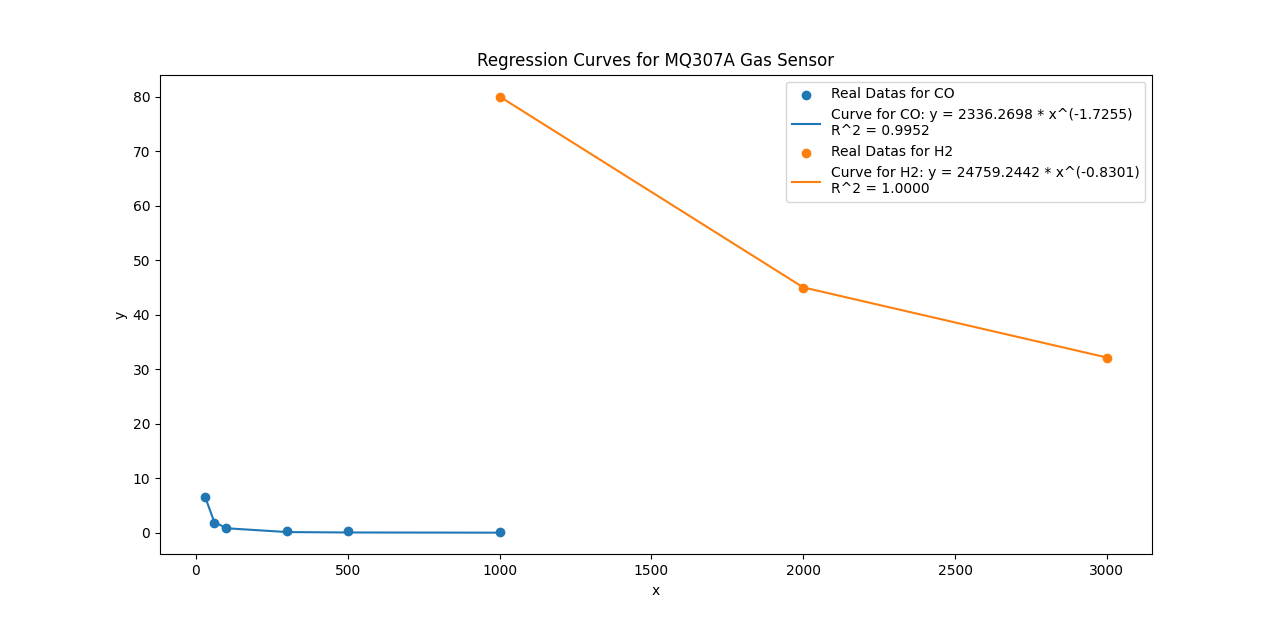 Regression Curves for MQ307A Gas Sensor
Real Datas for CO
Curve for CO: y = 2336.2698 * x^(-1.7255)
R^2 = 0.9952
Real Datas for H2
Curve for H2: y = 24759.2442 * x^(-0.8301)
R^2 = 1.0000
80
70
60
50
40
30
20
10
0
y
0 500 1000 1500 2000 2500 3000
x